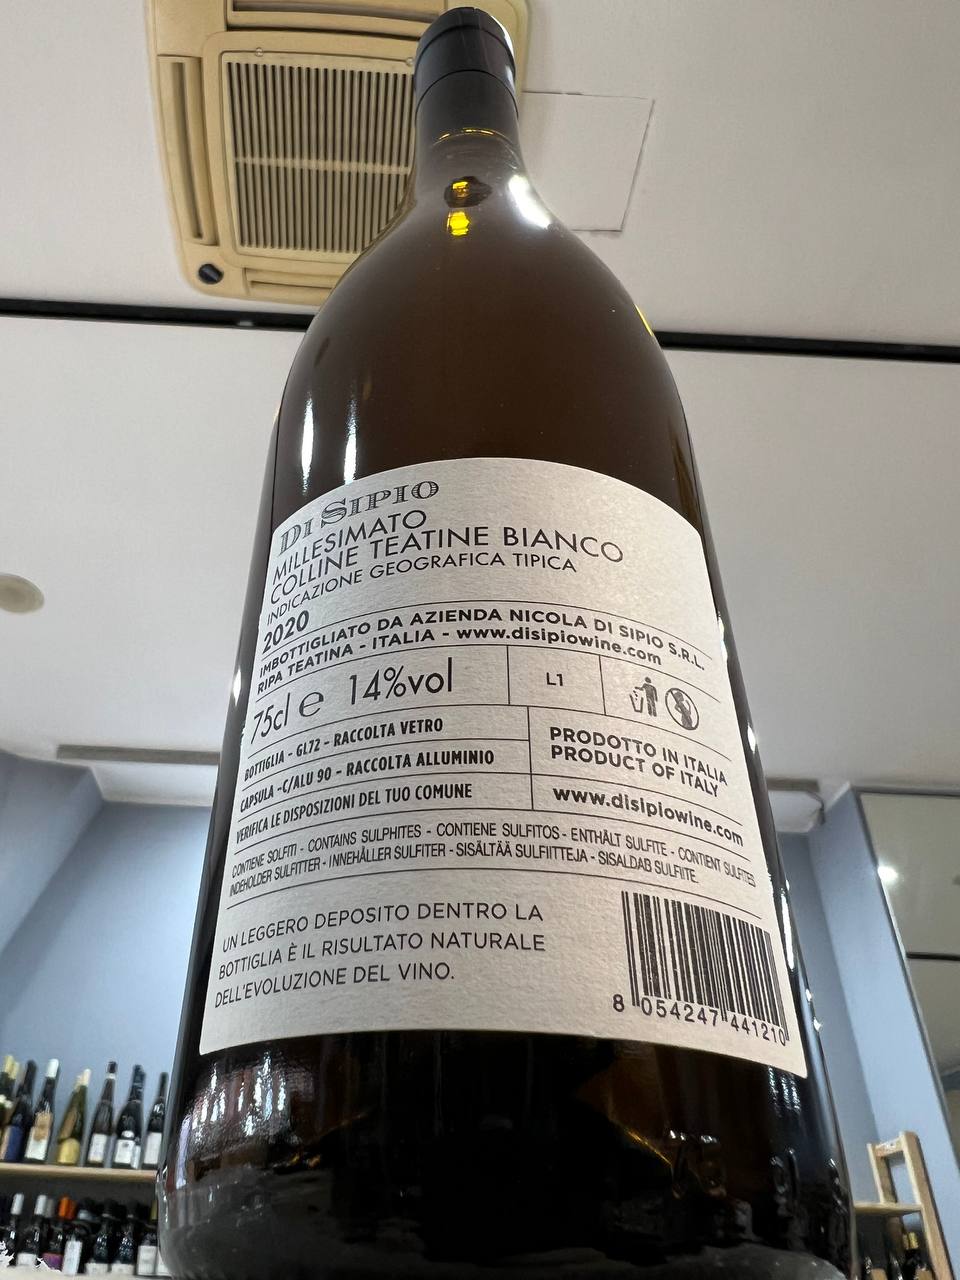 DI SIPIO
MILLESIMATO
COLLINE TEATINE BIANCO
INDICAZIONE GEOGRAFICA TIPICA
2020
IMBOTTIGLIATO DA AZIENDA NICOLA DI SIPIO S.R.L.
RIPA TEATINA - ITALIA - www.disipiowine.com
75cl e 14%vol
L1
BOTTIGLIA - GL72 - RACCOLTA VETRO
CAPSULA -C/ALU 90 - RACCOLTA ALLUMINIO
VERIFICA LE DISPOSIZIONI DEL TUO COMUNE
PRODOTTO IN ITALIA
PRODUCT OF ITALY
www.disipiowine.com
CONTIENE SOLFITI - CONTAINS SULPHITES - CONTIENE SULFITOS - ENTHÄLT SULFITE - CONTIENT SULFITES
INDEHOLDER SULFITTER - INNEHÅLLER SULFITER - SISÄLTÄÄ SULFIITTEJA - SISALDAB SULFIITE.
UN LEGGERO DEPOSITO DENTRO LA
BOTTIGLIA È IL RISULTATO NATURALE
DELL'EVOLUZIONE DEL VINO.
8 054247 441210